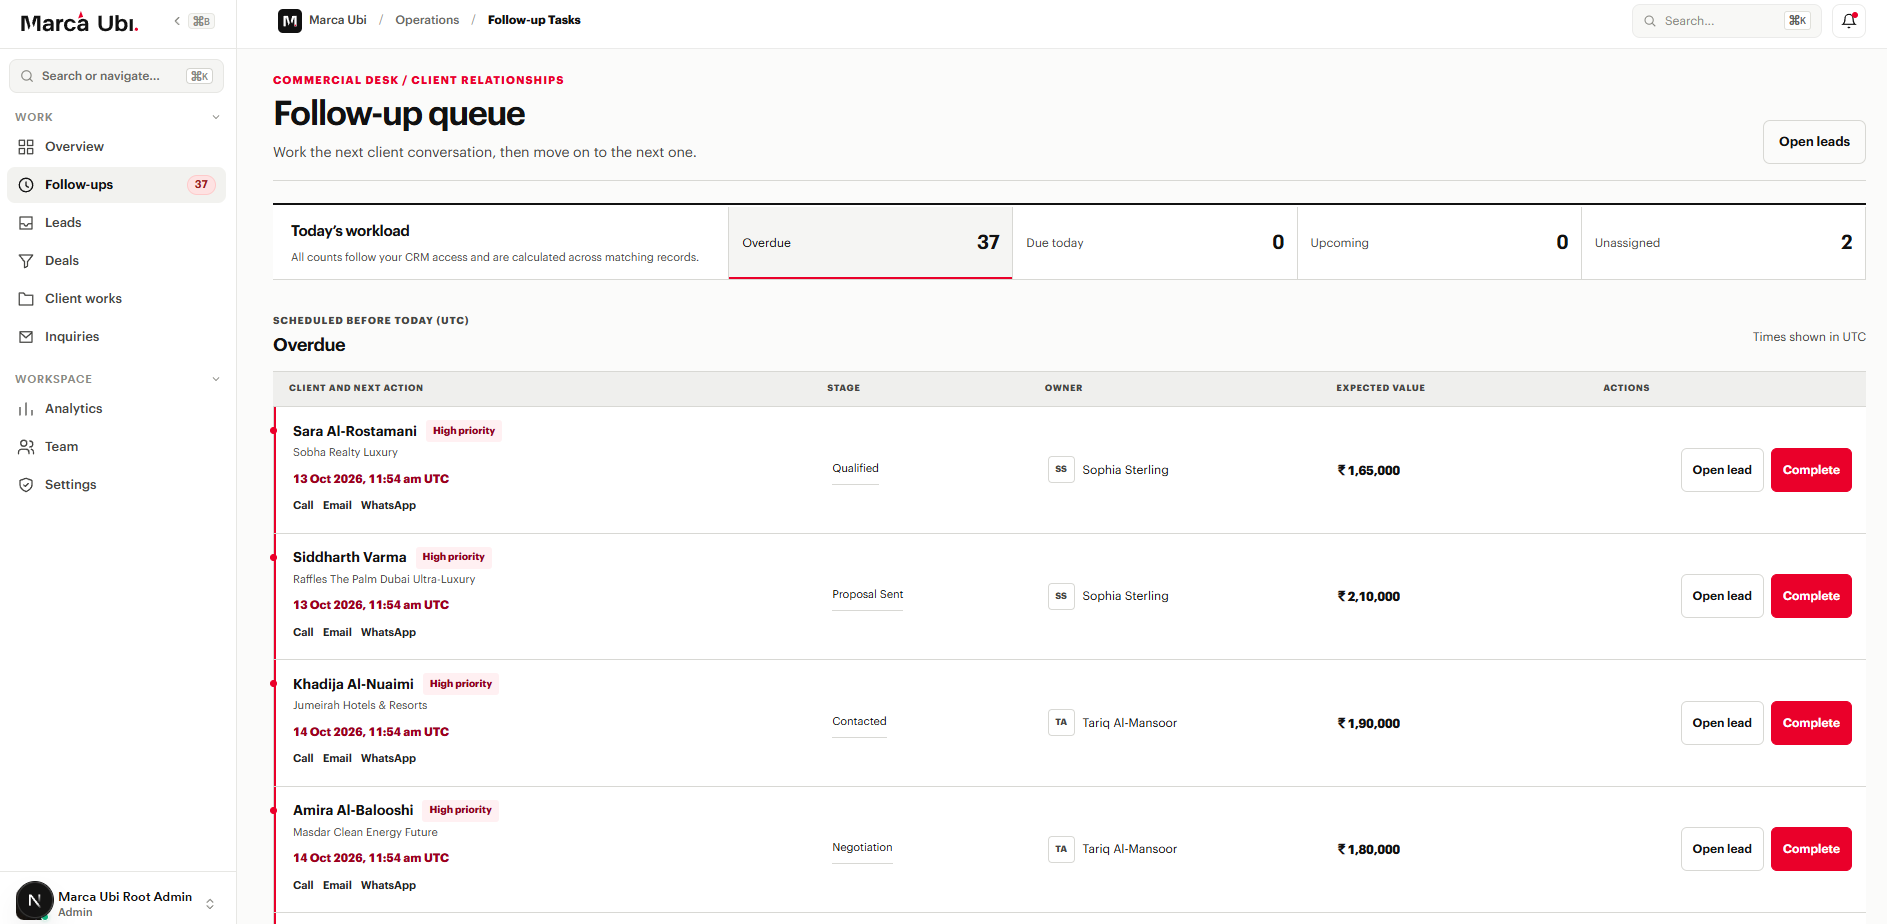 Marca Ubi.
⌘B
Marca Ubi / Operations / Follow-up Tasks
Search...
⌘K
Search or navigate...
⌘K
WORK
Overview
Follow-ups
37
Leads
Deals
Client works
Inquiries
WORKSPACE
Analytics
Team
Settings
N
Marca Ubi Root Admin
Admin
COMMERCIAL DESK / CLIENT RELATIONSHIPS
Follow-up queue
Work the next client conversation, then move on to the next one.
Open leads
Today's workload
All counts follow your CRM access and are calculated across matching records.
Overdue 37
Due today 0
Upcoming 0
Unassigned 2
SCHEDULED BEFORE TODAY (UTC)
Overdue
Times shown in UTC
CLIENT AND NEXT ACTION STAGE OWNER EXPECTED VALUE ACTIONS
Sara Al-Rostamani High priority
Sobha Realty Luxury
13 Oct 2026, 11:54 am UTC
Call Email WhatsApp
Qualified
SS Sophia Sterling
₹ 1,65,000
Open lead
Complete
Siddharth Varma High priority
Raffles The Palm Dubai Ultra-Luxury
13 Oct 2026, 11:54 am UTC
Call Email WhatsApp
Proposal Sent
SS Sophia Sterling
₹ 2,10,000
Open lead
Complete
Khadija Al-Nuaimi High priority
Jumeirah Hotels & Resorts
14 Oct 2026, 11:54 am UTC
Call Email WhatsApp
Contacted
TA Tariq Al-Mansoor
₹ 1,90,000
Open lead
Complete
Amira Al-Balooshi High priority
Masdar Clean Energy Future
14 Oct 2026, 11:54 am UTC
Call Email WhatsApp
Negotiation
TA Tariq Al-Mansoor
₹ 1,80,000
Open lead
Complete